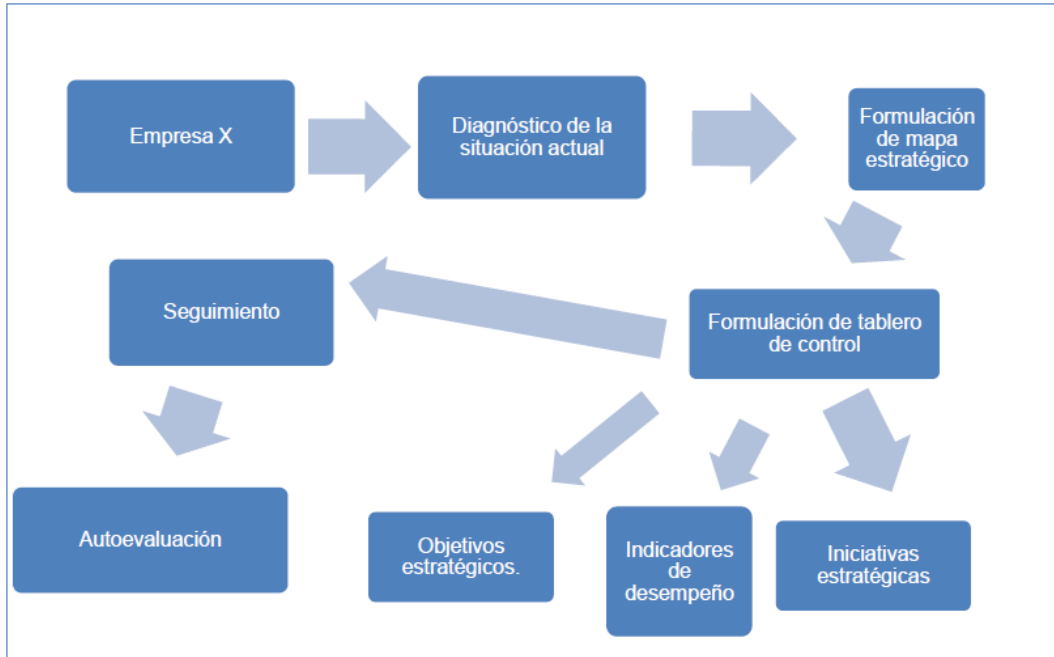 Empresa X
Diagnóstico de la
situación actual
Formulación
de mapa
estratégico
Seguimiento
Formulación de tablero
de control
Autoevaluación
Objetivos
estratégicos.
Indicadores
de
desempeño
Iniciativas
estratégicas